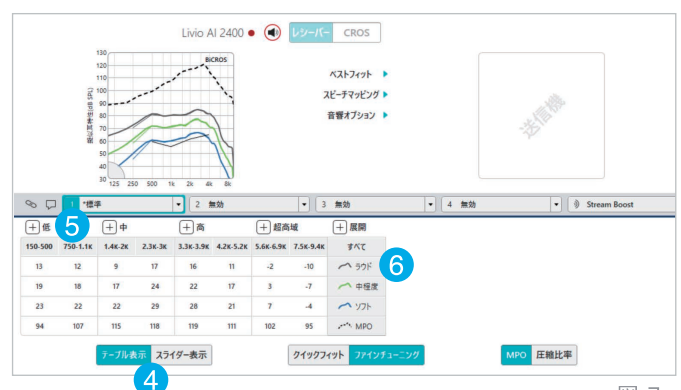 Livio AI 2400 レシーバー CROS
BiCROS
130
120
110
100
90
80
70
60
50
40
30
125 250 500 1k 2k 4k 8k
ベストフィット
スピーチマッピング
音響オプション
送信機
1 *標準 2 無効 3 無効 4 無効 Stream Boost
5
+ 低 + 中 + 高 + 超高域 + 展開
150-500 750-1.1K 1.4K-2K 2.3K-3K 3.3K-3.9K 4.2K-5.2K 5.6K-6.9K 7.5K-9.4K すべて
13 12 9 17 16 11 -2 -10 ラウド
6
19 18 17 24 22 17 3 -7 中程度
23 22 22 29 28 21 7 -4 ソフト
94 107 115 118 119 111 102 95 MPO
テーブル表示 スライダー表示 クイックフィット ファインチューニング MPO 圧縮比率
4